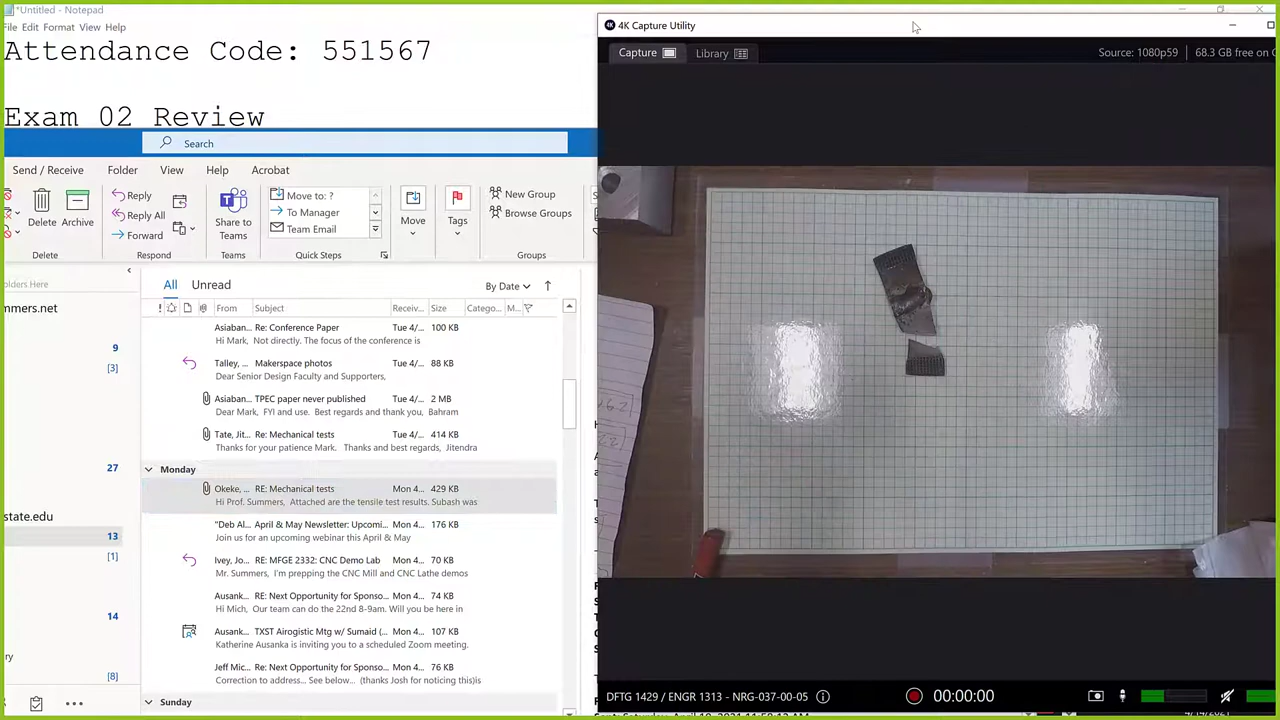 *Untitled - Notepad
File Edit Format View Help
Attendance Code: 551567
Exam 02 Review
Search
Send / Receive Folder View Help Acrobat
Delete
Archive
Reply
Reply All
Forward
Share to Teams
Move to: ?
To Manager
Team Email
Move
Tags
New Group
Browse Groups
Delete Respond Teams Quick Steps Groups
olders Here
mmers.net
9
[3]
27
state.edu
13
[1]
14
ry
[8]
All Unread By Date
From Subject Receiv... Size Catego... M...
Asiaban... Re: Conference Paper Tue 4/... 100 KB
Hi Mark, Not directly. The focus of the conference is
Talley, ... Makerspace photos Tue 4/... 88 KB
Dear Senior Design Faculty and Supporters,
Asiaban... TPEC paper never published Tue 4/... 2 MB
Dear Mark, FYI and use. Best regards and thank you, Bahram
Tate, Jit... Re: Mechanical tests Tue 4/... 414 KB
Thanks for your patience Mark. Thanks and best regards, Jitendra
Monday
Okeke, ... RE: Mechanical tests Mon 4... 429 KB
Hi Prof. Summers, Attached are the tensile test results. Subash was
"Deb Al... April & May Newsletter: Upcomi... Mon 4... 176 KB
Join us for an upcoming webinar this April & May
Ivey, Jo... RE: MFGE 2332: CNC Demo Lab Mon 4... 70 KB
Mr. Summers, I'm prepping the CNC Mill and CNC Lathe demos
Ausank... RE: Next Opportunity for Sponso... Mon 4... 74 KB
Hi Mich, Our team can do the 22nd 8-9am. Will you be here in
Ausank... TXST Airogistic Mtg w/ Sumaid (... Mon 4... 107 KB
Katherine Ausanka is inviting you to a scheduled Zoom meeting.
Jeff Mic... Re: Next Opportunity for Sponso... Mon 4... 76 KB
Correction to address... See below... (thanks Josh for noticing this)is
Sunday
4K Capture Utility
Capture Library Source: 1080p59 68.3 GB free on
DFTG 1429 / ENGR 1313 - NRG-037-00-05 00:00:00